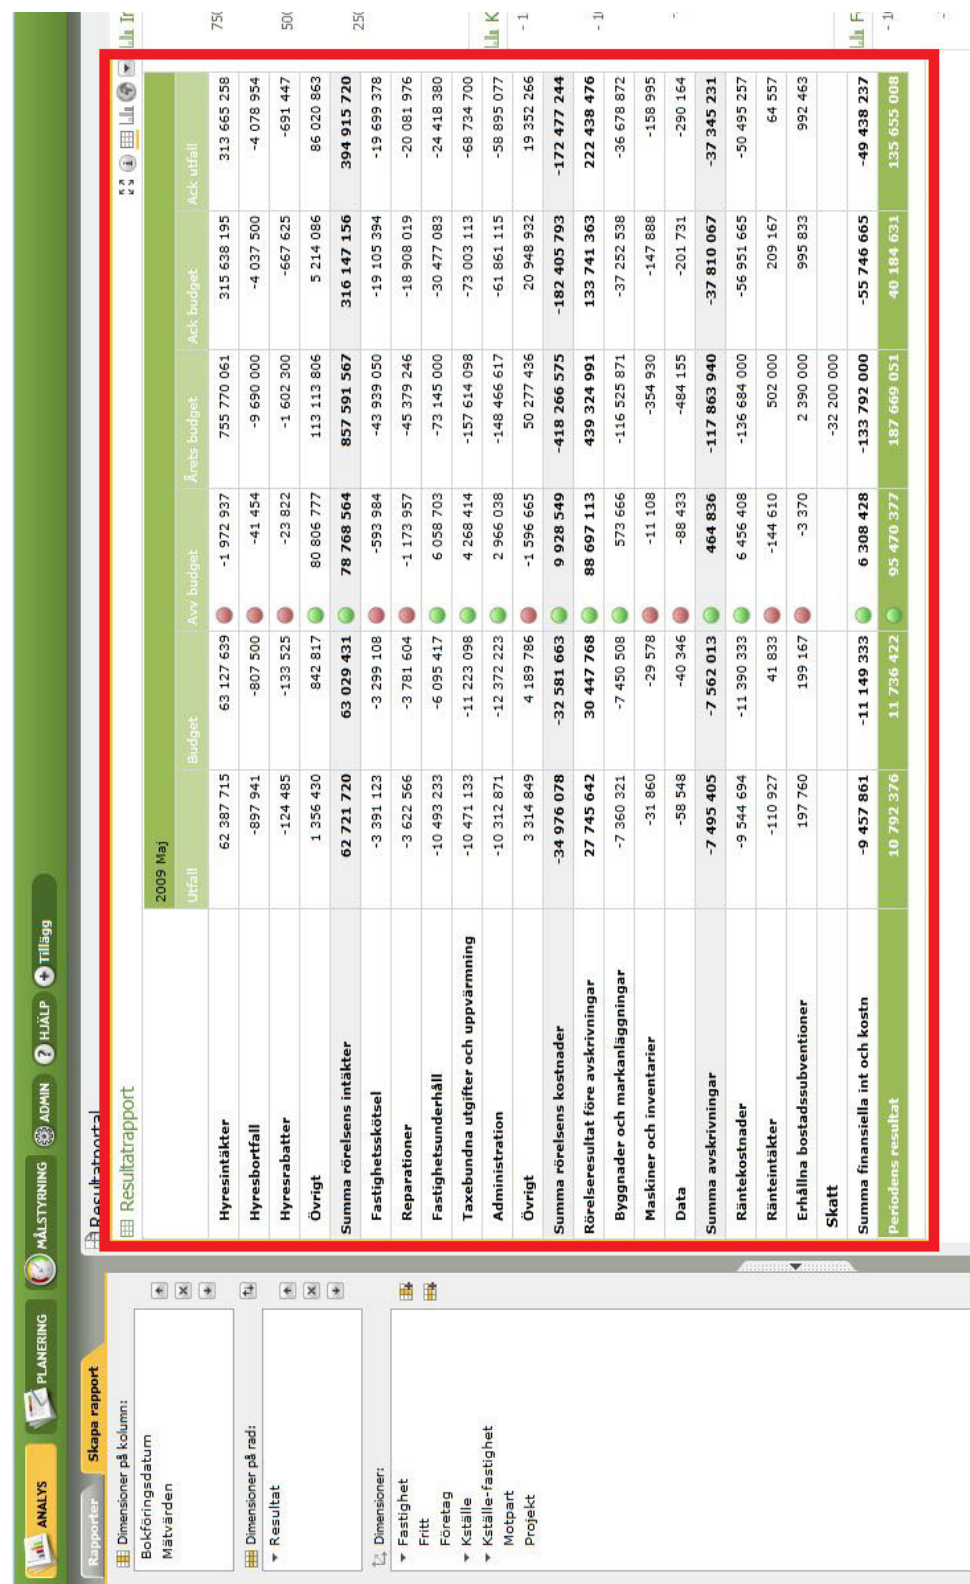 ANALYS PLANERING MÅLSTYRNING ADMIN HJÄLP Tillägg
Rapporter Skapa rapport
Dimensioner på kolumn:
Bokföringsdatum
Mätvärden
Dimensioner på rad:
Resultat
Dimensioner:
Fastighet
Fritt
Företag
Kställe
Kställe-fastighet
Motpart
Projekt
Resultatportal
Resultatrapport
2009 Maj
Utfall Budget Avv budget Årets budget Ack budget Ack utfall
Hyresintäkter 62 387 715 63 127 639 -1 972 937 755 770 061 315 638 195 313 665 258
Hyresbortfall -897 941 -807 500 -41 454 -9 690 000 -4 037 500 -4 078 954
Hyresrabatter -124 485 -133 525 -23 822 -1 602 300 -667 625 -691 447
Övrigt 1 356 430 842 817 80 806 777 113 113 806 5 214 086 86 020 863
Summa rörelsens intäkter 62 721 720 63 029 431 78 768 564 857 591 567 316 147 156 394 915 720
Fastighetsskötsel -3 391 123 -3 299 108 -593 984 -43 939 050 -19 105 394 -19 699 378
Reparationer -3 622 566 -3 781 604 -1 173 957 -45 379 246 -18 908 019 -20 081 976
Fastighetsunderhåll -10 493 233 -6 095 417 6 058 703 -73 145 000 -30 477 083 -24 418 380
Taxebundna utgifter och uppvärmning -10 471 133 -11 223 098 4 268 414 -157 614 098 -73 003 113 -68 734 700
Administration -10 312 871 -12 372 223 2 966 038 -148 466 617 -61 861 115 -58 895 077
Övrigt 3 314 849 4 189 786 -1 596 665 50 277 436 20 948 932 19 352 266
Summa rörelsens kostnader -34 976 078 -32 581 663 9 928 549 -418 266 575 -182 405 793 -172 477 244
Rörelseresultat före avskrivningar 27 745 642 30 447 768 88 697 113 439 324 991 133 741 363 222 438 476
Byggnader och markanläggningar -7 360 321 -7 450 508 573 666 -116 525 871 -37 252 538 -36 678 872
Maskiner och inventarier -31 860 -29 578 -11 108 -354 930 -147 888 -158 995
Data -58 548 -40 346 -88 433 -484 155 -201 731 -290 164
Summa avskrivningar -7 495 405 -7 562 013 464 836 -117 863 940 -37 810 067 -37 345 231
Räntekostnader -9 544 694 -11 390 333 6 456 408 -136 684 000 -56 951 665 -50 495 257
Ränteintäkter -110 927 41 833 -144 610 502 000 209 167 64 557
Erhållna bostadssubventioner 197 760 199 167 -3 370 2 390 000 995 833 992 463
Skatt -32 200 000
Summa finansiella int och kostn -9 457 861 -11 149 333 6 308 428 -133 792 000 -55 746 665 -49 438 237
Periodens resultat 10 792 376 11 736 422 95 470 377 187 669 051 40 184 631 135 655 008